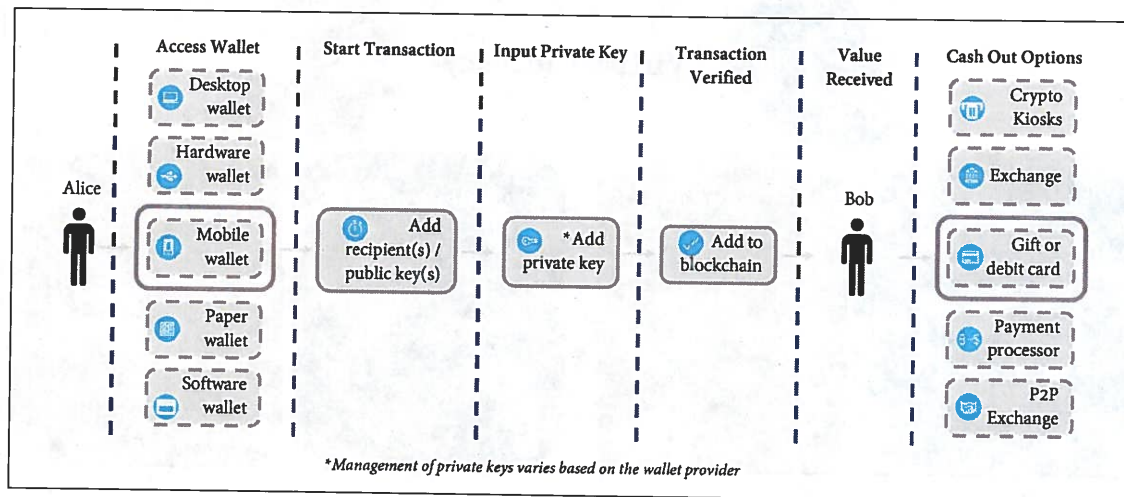 Access Wallet
Start Transaction
Input Private Key
Transaction
Verified
Value
Received
Cash Out Options
Alice
Desktop
wallet
Hardware
wallet
Mobile
wallet
Paper
wallet
Software
wallet
Add
recipient(s) /
public key(s)
*Add
private key
Add to
blockchain
Bob
Crypto
Kiosks
Exchange
Gift or
debit card
Payment
processor
P2P
Exchange
*Management of private keys varies based on the wallet provider